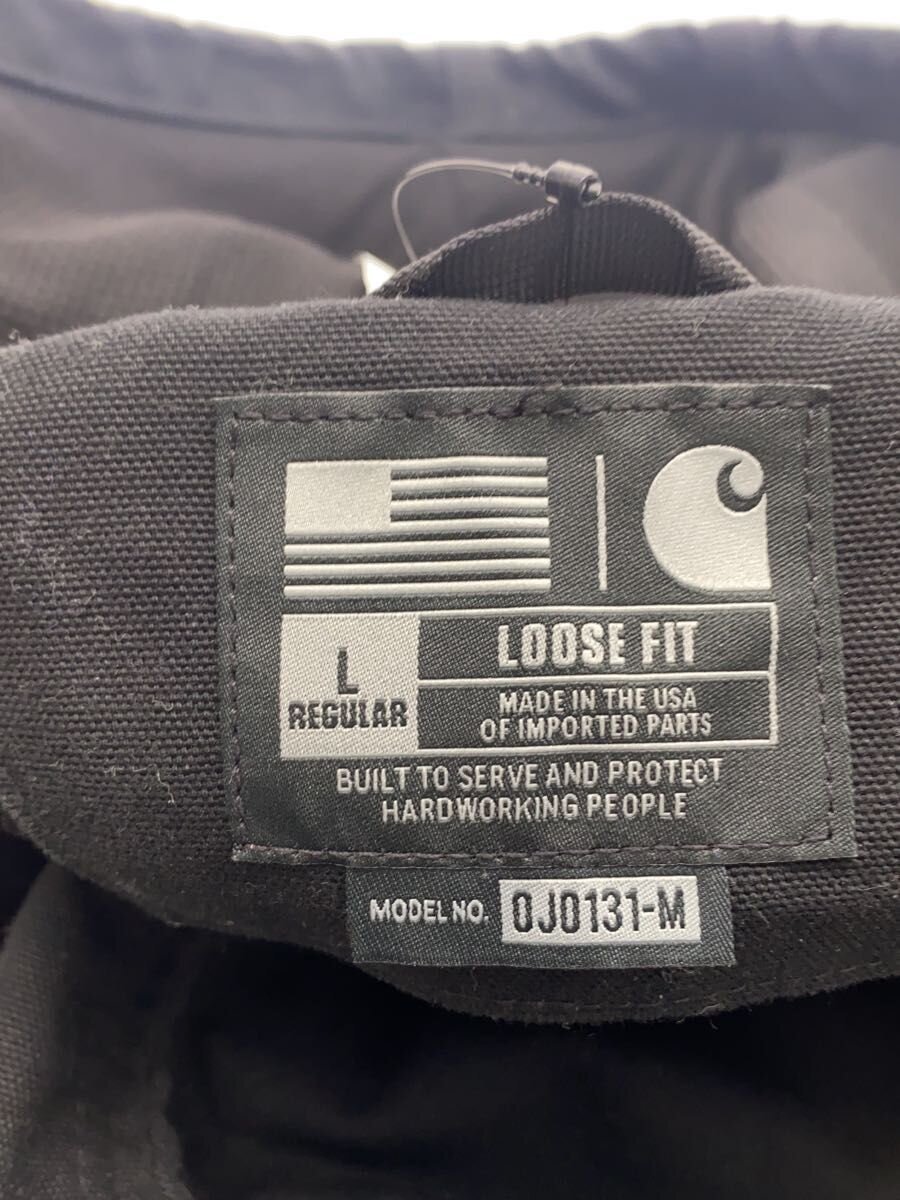 L
REGULAR
LOOSE FIT
MADE IN THE USA
OF IMPORTED PARTS
BUILT TO SERVE AND PROTECT
HARDWORKING PEOPLE
MODEL NO. 0J0131-M